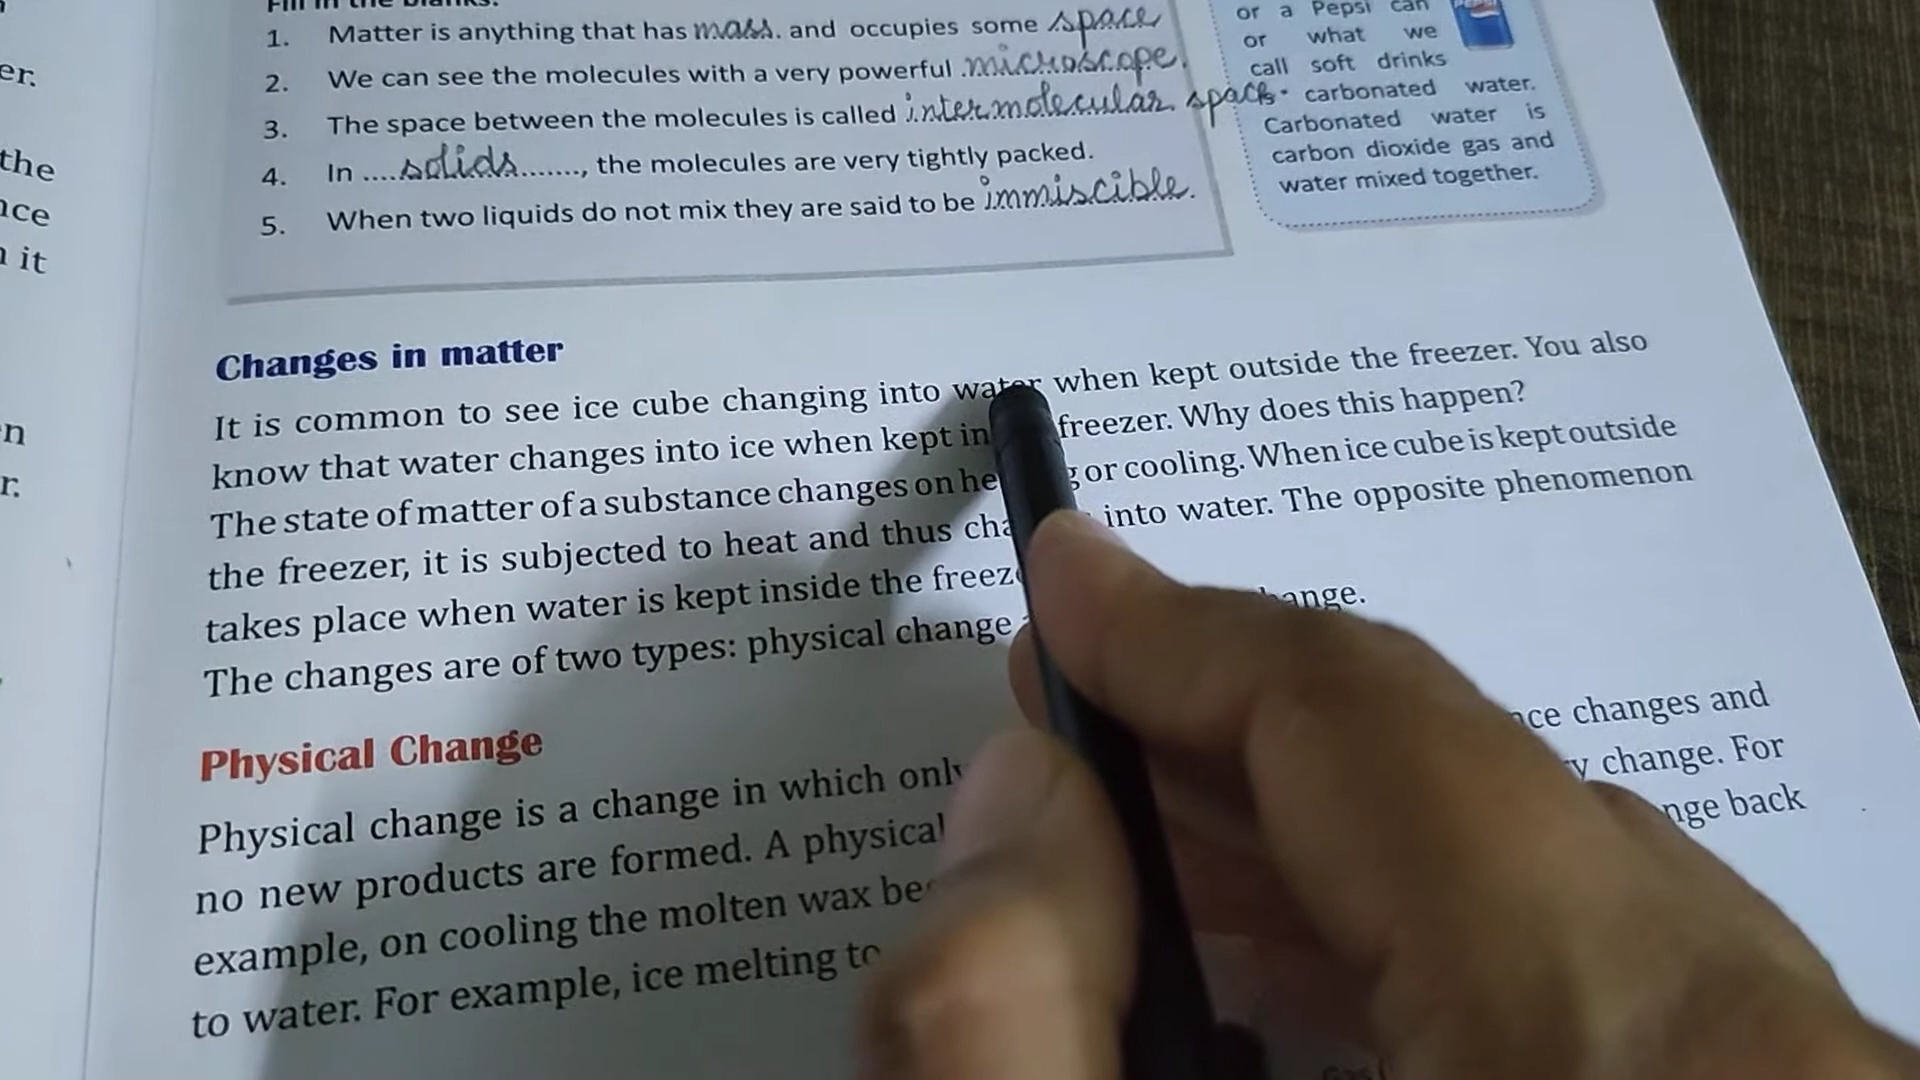 Fill in the blanks.
1. Matter is anything that has mass. and occupies some space
2. We can see the molecules with a very powerful .microscope.
3. The space between the molecules is called intermolecular space.
4. In ....solids......., the molecules are very tightly packed.
5. When two liquids do not mix they are said to be immiscible.
or a Pepsi can
or what we
call soft drinks
carbonated water.
Carbonated water is
carbon dioxide gas and
water mixed together.
er.
the
it
Changes in matter
It is common to see ice cube changing into water when kept outside the freezer. You also
know that water changes into ice when kept in freezer. Why does this happen?
The state of matter of a substance changes on or cooling. When ice cube is kept outside
the freezer, it is subjected to heat and thus into water. The opposite phenomenon
takes place when water is kept inside the
The changes are of two types: physical change change.
Physical Change
Physical change is a change in which only changes and
no new products are formed. A physical change. For
example, on cooling the molten wax back
to water. For example, ice melting to